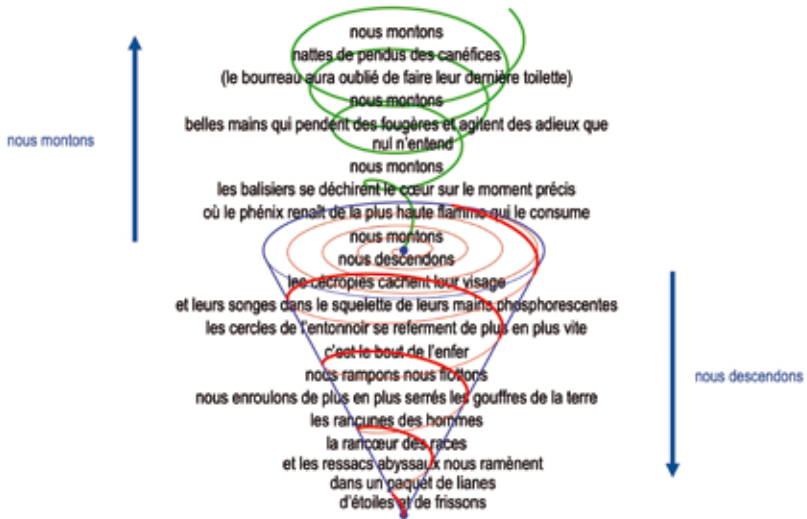 nous montons
nattes de pendus des canéfices
(le bourreau aura oublié de faire leur dernière toilette)
nous montons
belles mains qui pendent des fougères et agitent des adieux que
nul n'entend
nous montons
les balisiers se déchirent le cœur sur le moment précis
où le phénix renaît de la plus haute flamme qui le consume
nous montons
nous descendons
les cécropies cachent leur visage
et leurs songes dans le squelette de leurs mains phosphorescentes
les cercles de l'entonnoir se referment de plus en plus vite
c'est le bout de l'enfer
nous rampons nous flottons
nous enroulons de plus en plus serrés les gouffres de la terre
les rancunes des hommes
la rancœur des races
et les ressacs abyssaux nous ramènent
dans un paquet de lianes
d'étoiles et de frissons
nous montons
nous descendons